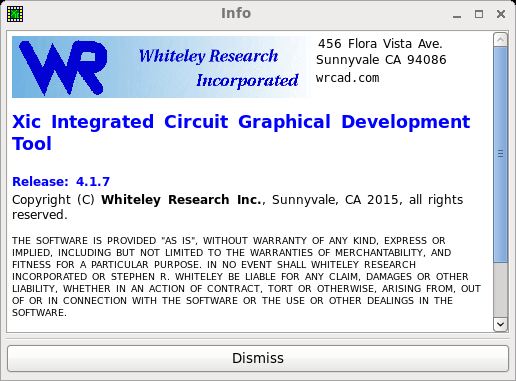 Info
WR
Whiteley Research
Incorporated
456 Flora Vista Ave.
Sunnyvale CA 94086
wrcad.com
Xic Integrated Circuit Graphical Development
Tool
Release: 4.1.7
Copyright (C) Whiteley Research Inc., Sunnyvale, CA 2015, all rights
reserved.
THE SOFTWARE IS PROVIDED "AS IS", WITHOUT WARRANTY OF ANY KIND, EXPRESS OR
IMPLIED, INCLUDING BUT NOT LIMITED TO THE WARRANTIES OF MERCHANTABILITY, AND
FITNESS FOR A PARTICULAR PURPOSE. IN NO EVENT SHALL WHITELEY RESEARCH
INCORPORATED OR STEPHEN R. WHITELEY BE LIABLE FOR ANY CLAIM, DAMAGES OR OTHER
LIABILITY, WHETHER IN AN ACTION OF CONTRACT, TORT OR OTHERWISE, ARISING FROM, OUT
OF OR IN CONNECTION WITH THE SOFTWARE OR THE USE OR OTHER DEALINGS IN THE
SOFTWARE.
Dismiss